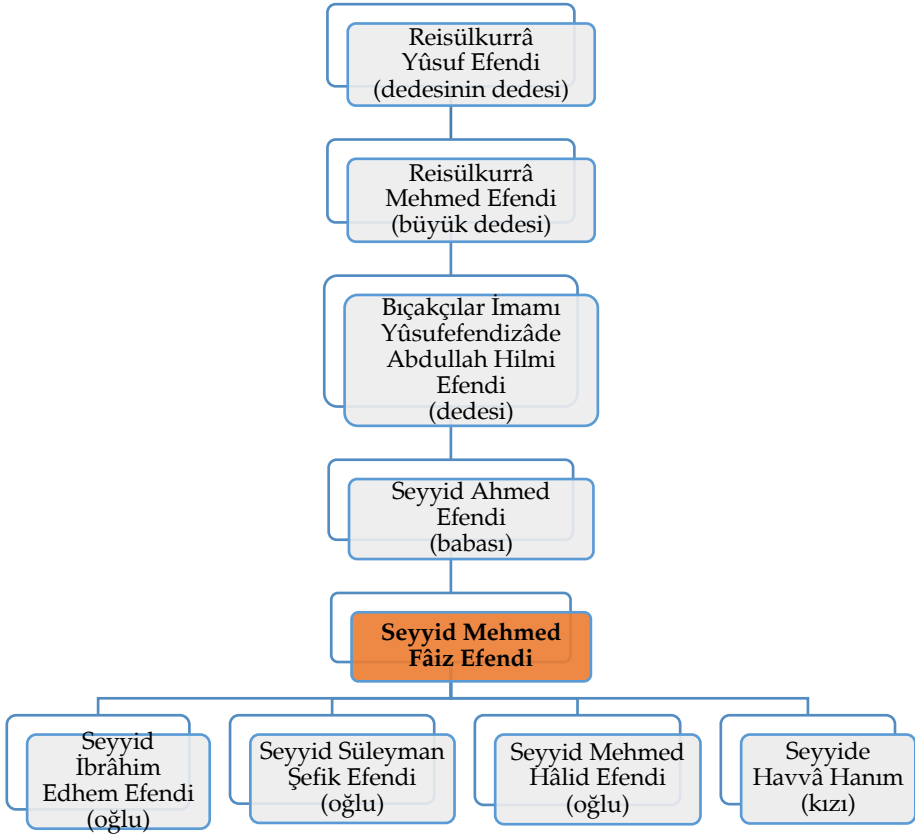 Reisülkurrâ
Yûsuf Efendi
(dedesinin dedesi)
Reisülkurrâ
Mehmed Efendi
(büyük dedesi)
Bıçakçılar İmamı
Yûsufefendizâde
Abdullah Hilmi
Efendi
(dedesi)
Seyyid Ahmed
Efendi
(babası)
Seyyid Mehmed
Fâiz Efendi
Seyyid
İbrâhim
Edhem Efendi
(oğlu)
Seyyid Süleyman
Şefik Efendi
(oğlu)
Seyyid Mehmed
Hâlid Efendi
(oğlu)
Seyyide
Havvâ Hanım
(kızı)